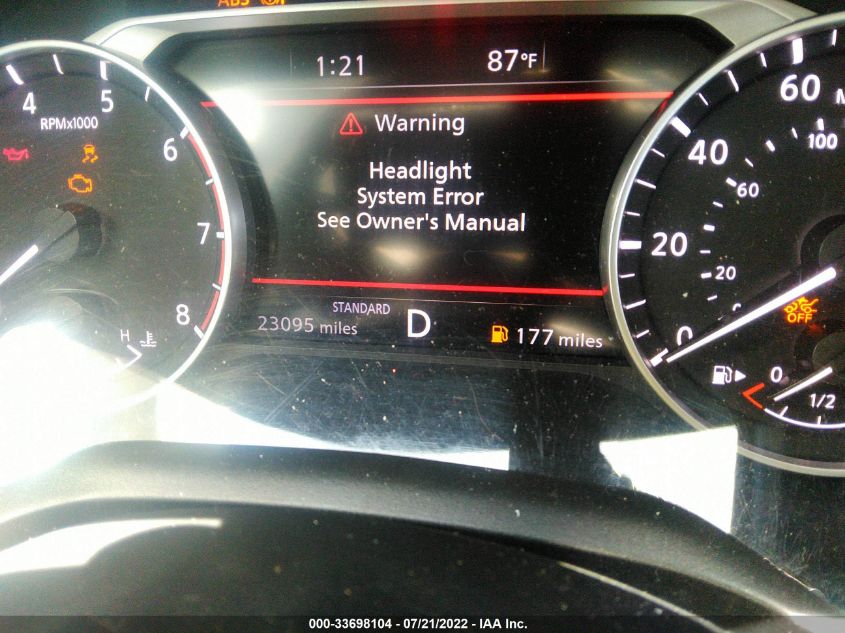 ABS
1:21 87°F
Warning
Headlight
System Error
See Owner's Manual
STANDARD
23095 miles D 177 miles
4 5 6 7 8
RPMx1000
H
0 20 40 60
20 60 100
OFF
0 1/2
000-33698104 - 07/21/2022 - IAA Inc.